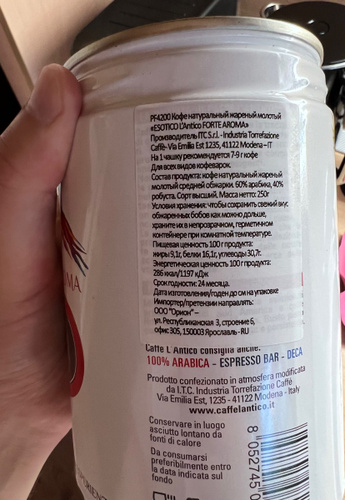 PF4200 Кофе натуральный жареный молотый
«ESOTICO L'Antico FORTE AROMA»
Производитель ITC S.r.l. - Industria Torrefazione
Caffè- Via Emilia Est 1235, 41122 Modena – IT
На 1 чашку рекомендуется 7-9 г кофе
Для всех видов кофеварок.
Состав продукта: кофе натуральный жареный
молотый средней обжарки. 60% арабика, 40%
робуста. Сорт высший. Масса нетто: 250г
Условия хранения: чтобы сохранить свежий вкус
обжаренных бобов как можно дольше,
храните их в непрозрачном, герметичном
контейнере при комнатной температуре.
Пищевая ценность 100 г продукта:
жиры 9,1г, белки 16,1г, углеводы 30,7г.
Энергетическая ценность 100 г продукта:
286 ккал/1197 кДж
Срок годности: 24 месяца.
Дата изготовления/годен до см на упаковке
Импортер/претензии направлять:
ООО "Орион" –
ул. Республиканская 3, строение 6,
офис 305, 150003 Ярославль - RU
Caffè L'Antico consiglia anche:
100% ARABICA - ESPRESSO BAR - DECA
Prodotto confezionato in atmosfera modificata
da I.T.C. Industria Torrefazione Caffè
Via Emilia Est, 1235 - 41122 Modena - Italy
www.caffelantico.it
Conservare in luogo
asciutto lontano da
fonti di calore
Da consumarsi
preferibilmente entro
la data indicata sul
fondo
8 052745 0